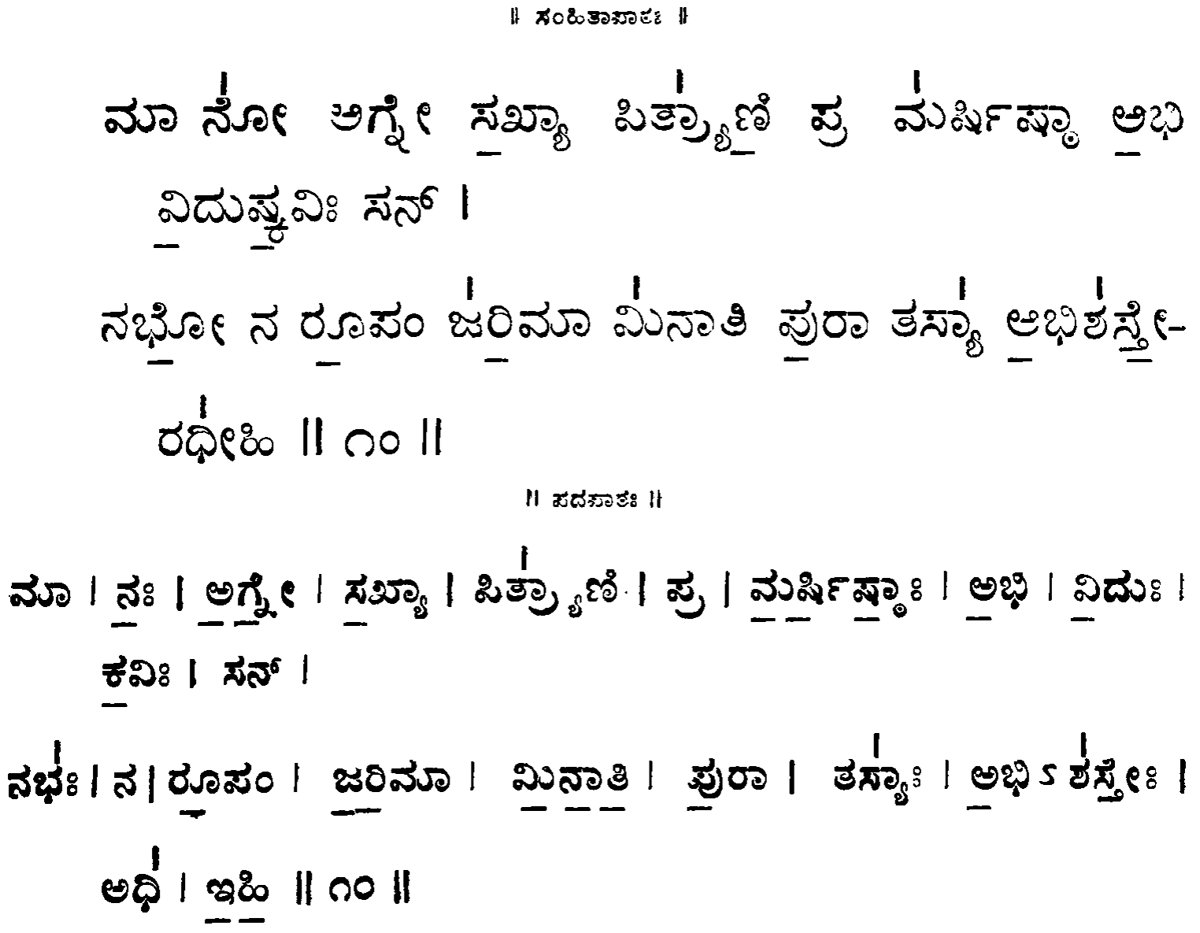 ॥ ಸಂಹಿತಾಪಾಠಃ ॥
ಮಾ ನೋ॑ ಅಗ್ನೇ ಸ॒ಖ್ಯಾ ಪಿತ್ರ್ಯಾ॑ಣಿ॒ ಪ್ರ ಮ॑ರ್ಷಿಷ್ಠಾ ಅ॒ಭಿ
ವಿ॒ದುಷ್ಕ॒ವಿಃ ಸನ್ ।
ನಭೋ॒ ನ ರೂ॒ಪಂ ಜ॑ರಿ॒ಮಾ ಮಿ॑ನಾತಿ ಪು॒ರಾ ತಸ್ಯಾ॑ ಅ॒ಭಿಶ॑ಸ್ತೇ॒-
ರಧೀ॑ಹಿ ॥ ೧೦ ॥
॥ ಪದಪಾಠಃ ॥
ಮಾ । ನಃ॒ । ಅ॒ಗ್ನೇ॒ । ಸ॒ಖ್ಯಾ । ಪಿತ್ರ್ಯಾ॑ಣಿ । ಪ್ರ । ಮ॒ರ್ಷಿ॒ಷ್ಠಾಃ॒ । ಅ॒ಭಿ । ವಿ॒ದುಃ ।
ಕ॒ವಿಃ । ಸನ್ ।
ನಭಃ॑ । ನ । ರೂ॒ಪಂ । ಜ॒ರಿ॒ಮಾ । ಮಿ॒ನಾ॒ತಿ॒ । ಪು॒ರಾ । ತಸ್ಯಾಃ॑ । ಅ॒ಭಿಽಶ॑ಸ್ತೇಃ॒ ।
ಅಧಿ॑ । ಇ॒ಹಿ॒ ॥ ೧೦ ॥